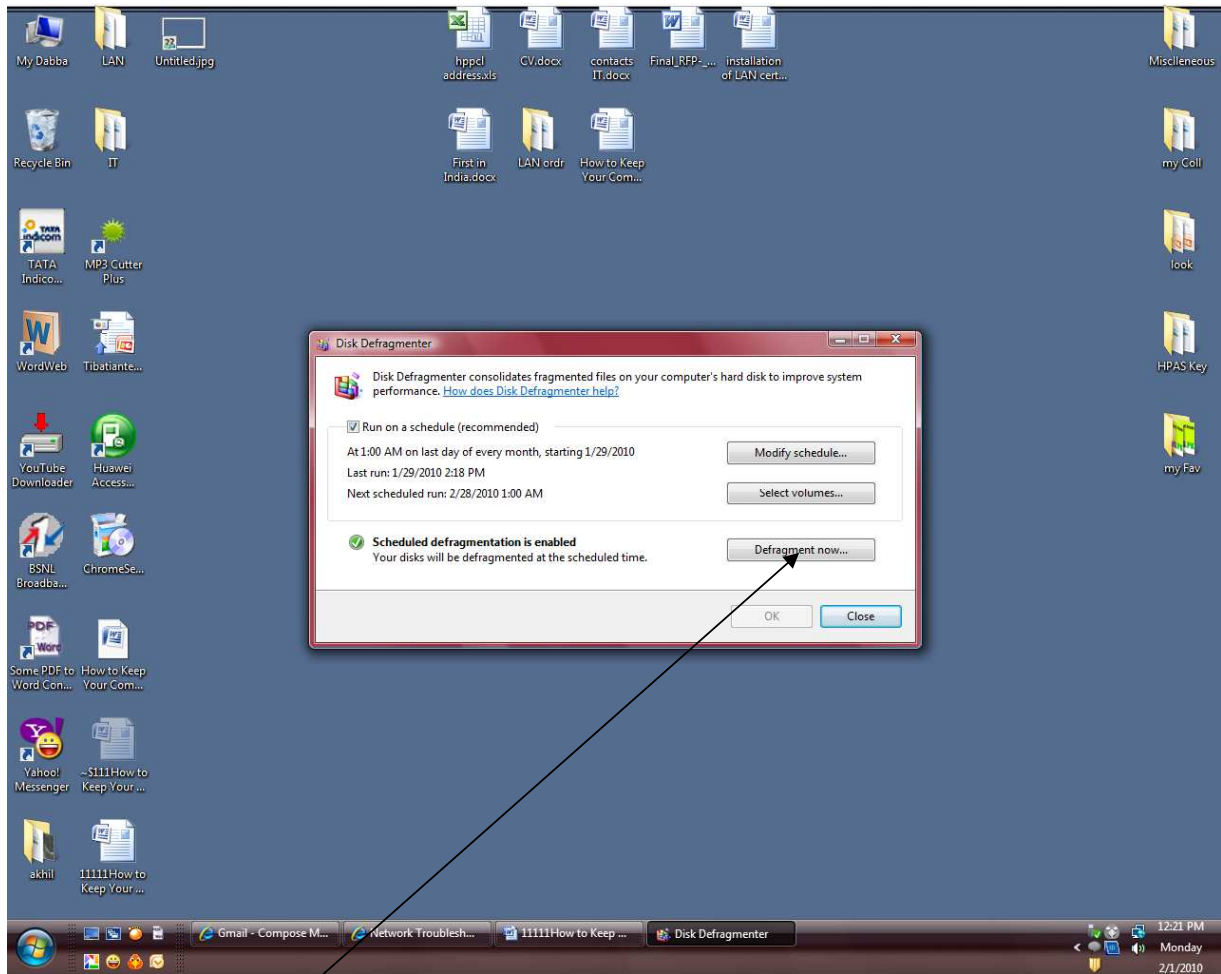 My Dabba
LAN
Untitled.jpg
hppcl
address.xls
CV.docx
contacts
IT.docx
Final_RFP-_...
installation
of LAN cert...
Misclleneous
Recycle Bin
IT
First in
India.docx
LAN ordr
How to Keep
Your Com...
my Coll
TATA
indicom
TATA
Indico...
MP3 Cutter
Plus
look
WordWeb
Tibatiante...
HPAS Key
Disk Defragmenter
Disk Defragmenter consolidates fragmented files on your computer's hard disk to improve system
performance. How does Disk Defragmenter help?
Run on a schedule (recommended)
At 1:00 AM on last day of every month, starting 1/29/2010
Modify schedule...
Last run: 1/29/2010 2:18 PM
Next scheduled run: 2/28/2010 1:00 AM
Select volumes...
Scheduled defragmentation is enabled
Your disks will be defragmented at the scheduled time.
Defragment now...
OK
Close
YouTube
Downloader
Huawei
Access...
my Fav
BSNL
Broadba...
ChromeSe...
PDF
Word
Some PDF to
Word Con...
How to Keep
Your Com...
Yahoo!
Messenger
~$111How to
Keep Your ...
akhil
11111How to
Keep Your ...
Gmail - Compose M...
Network Troublesh...
11111How to Keep ...
Disk Defragmenter
12:21 PM
Monday
2/1/2010